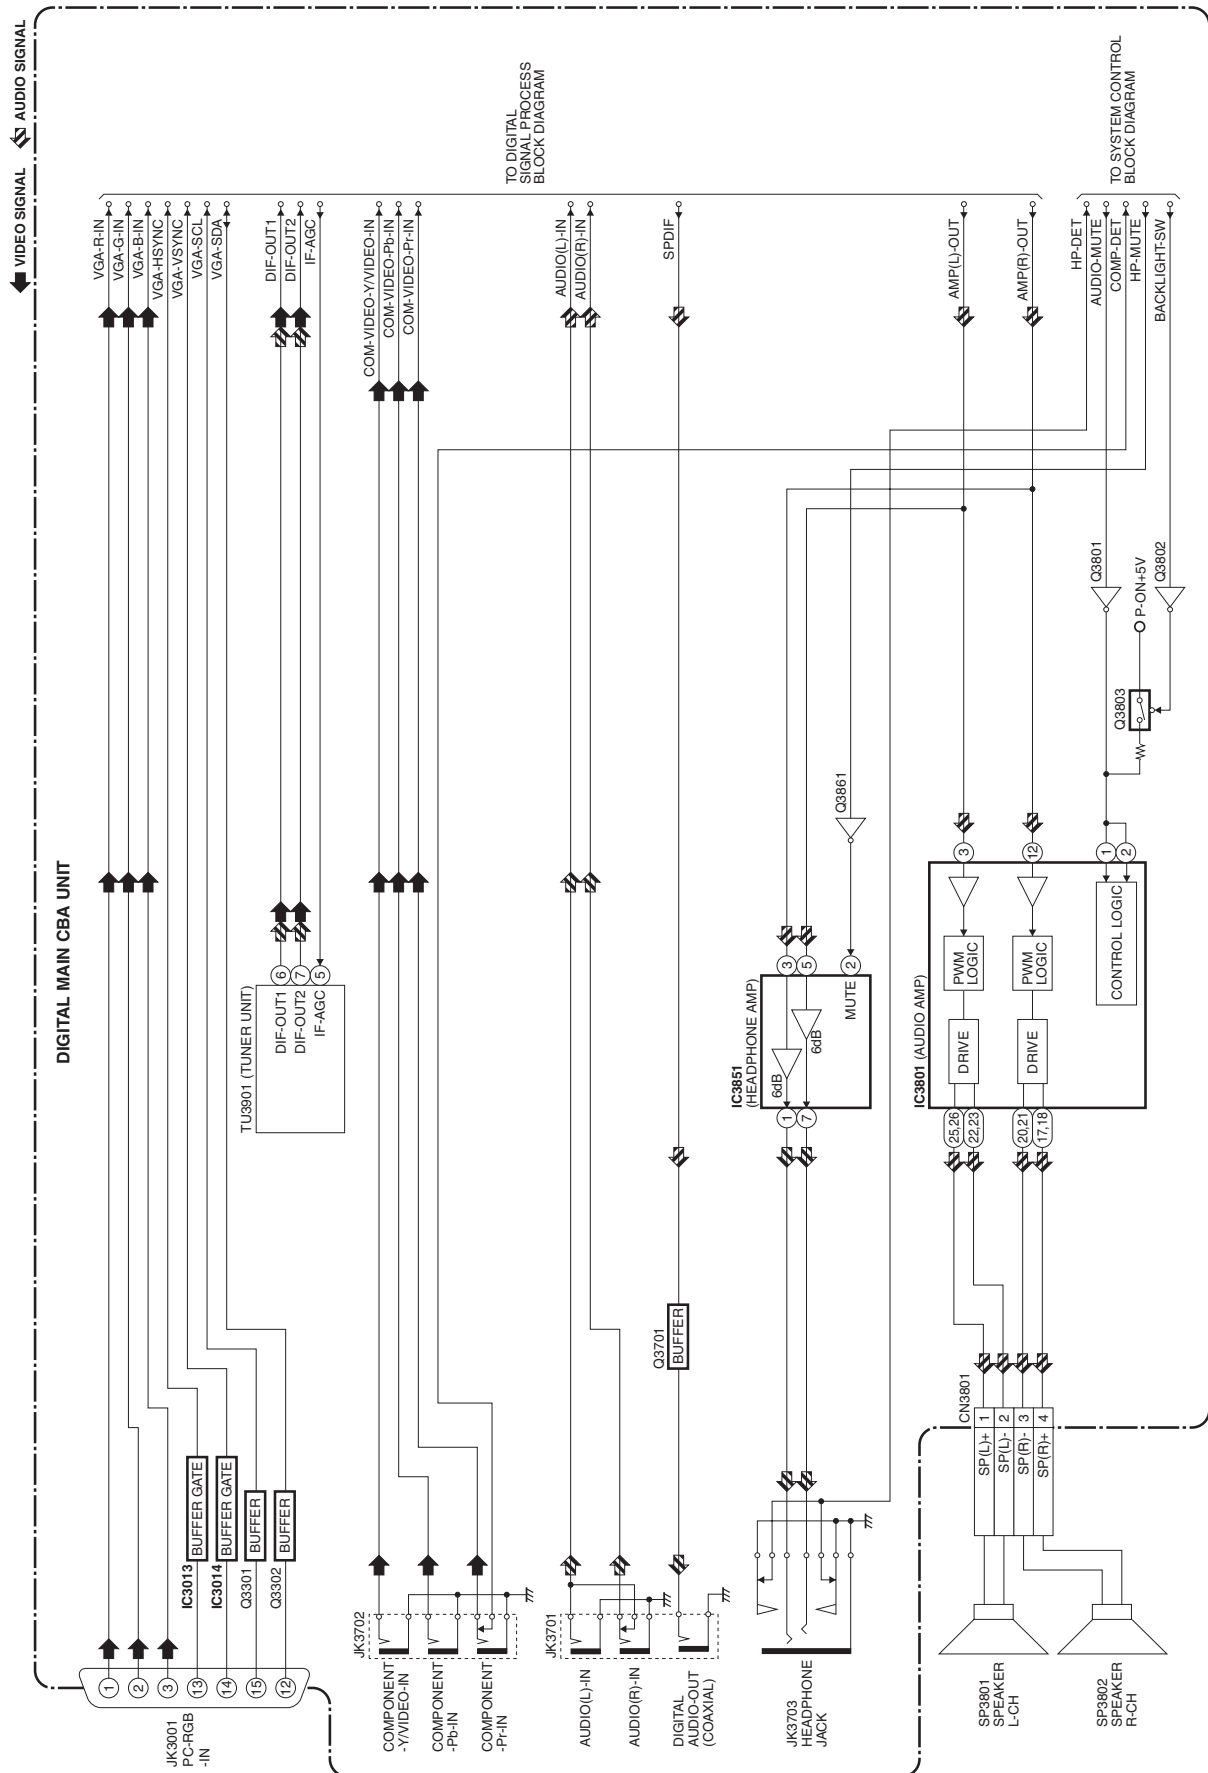 VIDEO SIGNAL
AUDIO SIGNAL
DIGITAL MAIN CBA UNIT
JK3001
PC-RGB
-IN
1
2
3
13
14
15
12
IC3013
BUFFER GATE
IC3014
BUFFER GATE
Q3301
BUFFER
Q3302
BUFFER
VGA-R-IN
VGA-G-IN
VGA-B-IN
VGA-HSYNC
VGA-VSYNC
VGA-SCL
VGA-SDA
TU3901 (TUNER UNIT)
DIF-OUT1
DIF-OUT2
IF-AGC
6
7
5
DIF-OUT1
DIF-OUT2
IF-AGC
JK3702
COMPONENT
-Y/VIDEO-IN
COMPONENT
-Pb-IN
COMPONENT
-Pr-IN
COM-VIDEO-Y/VIDEO-IN
COM-VIDEO-Pb-IN
COM-VIDEO-Pr-IN
TO DIGITAL
SIGNAL PROCESS
BLOCK DIAGRAM
JK3701
AUDIO(L)-IN
AUDIO(R)-IN
DIGITAL
AUDIO-OUT
(COAXIAL)
AUDIO(L)-IN
AUDIO(R)-IN
Q3701
BUFFER
SPDIF
JK3703
HEADPHONE
JACK
IC3851
(HEADPHONE AMP)
1
7
6dB
6dB
MUTE
3
5
2
Q3861
AMP(L)-OUT
AMP(R)-OUT
IC3801 (AUDIO AMP)
25,26
22,23
20,21
17,18
DRIVE
DRIVE
PWM
LOGIC
PWM
LOGIC
CONTROL LOGIC
3
12
1
2
Q3803
P-ON+5V
Q3801
Q3802
HP-DET
AUDIO-MUTE
COMP-DET
HP-MUTE
BACKLIGHT-SW
TO SYSTEM CONTROL
BLOCK DIAGRAM
CN3801
SP(L)+ 1
SP(L)- 2
SP(R)- 3
SP(R)+ 4
SP3801
SPEAKER
L-CH
SP3802
SPEAKER
R-CH